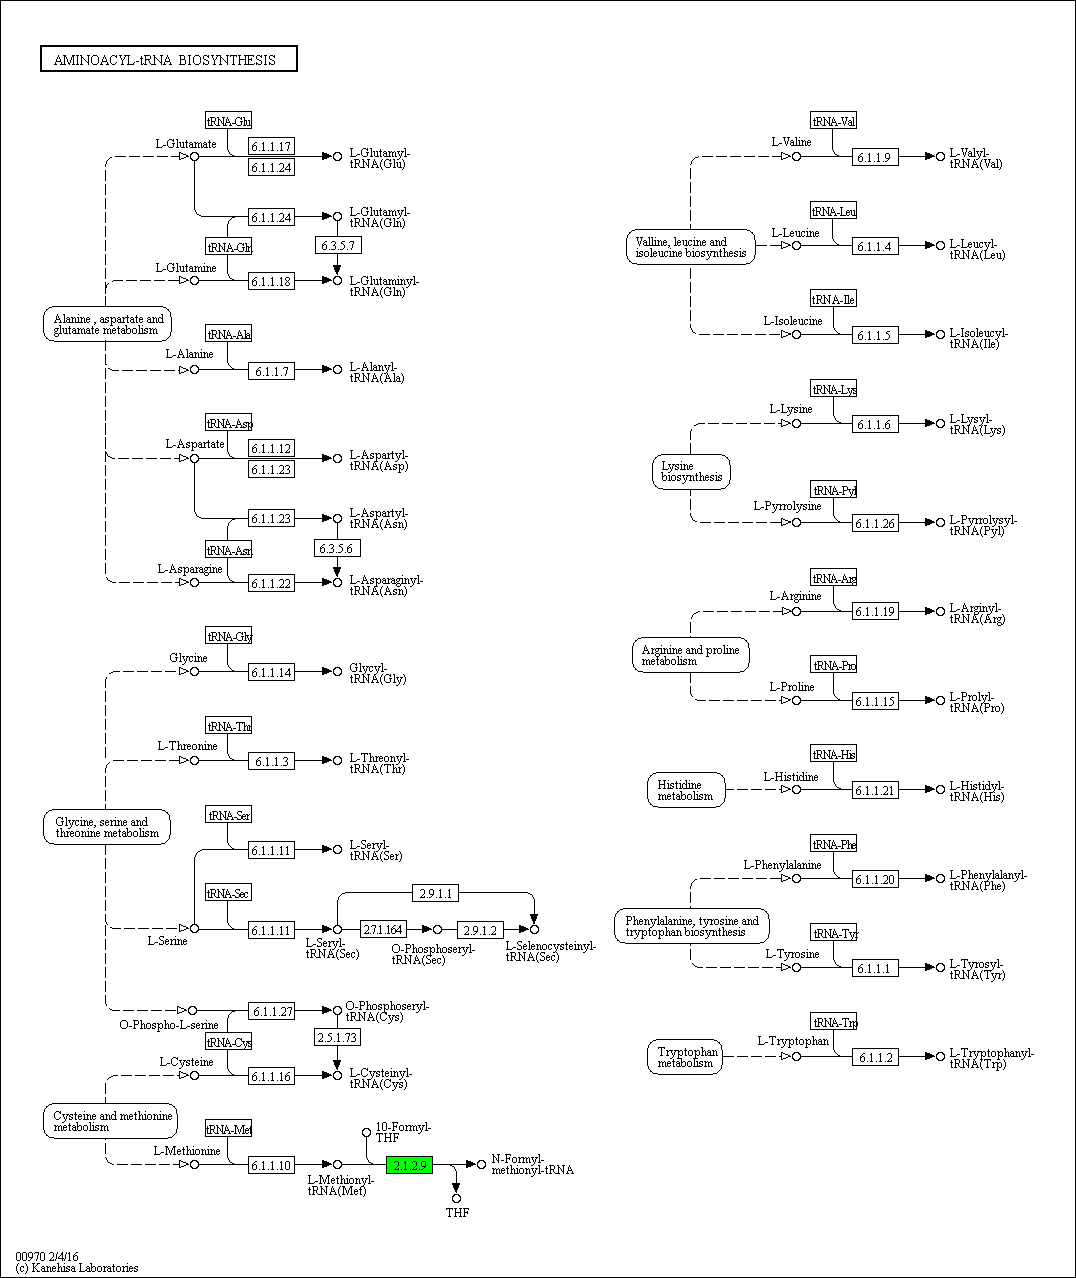 AMINOACYL-tRNA BIOSYNTHESIS
tRNA-Glu
L-Glutamate
6.1.1.17
6.1.1.24
L-Glutamyl-
tRNA(Glu)
6.1.1.24
L-Glutamyl-
tRNA(Gln)
tRNA-Gln
6.3.5.7
L-Glutamine
6.1.1.18
L-Glutaminyl-
tRNA(Gln)
Alanine , aspartate and
glutamate metabolism
tRNA-Ala
L-Alanine
6.1.1.7
L-Alanyl-
tRNA(Ala)
tRNA-Asp
L-Aspartate
6.1.1.12
6.1.1.23
L-Aspartyl-
tRNA(Asp)
6.1.1.23
L-Aspartyl-
tRNA(Asn)
tRNA-Asn
6.3.5.6
L-Asparagine
6.1.1.22
L-Asparaginyl-
tRNA(Asn)
tRNA-Gly
Glycine
6.1.1.14
Glycyl-
tRNA(Gly)
tRNA-Thr
L-Threonine
6.1.1.3
L-Threonyl-
tRNA(Thr)
Glycine, serine and
threonine metabolism
tRNA-Ser
6.1.1.11
L-Seryl-
tRNA(Ser)
tRNA-Sec
2.9.1.1
L-Serine
6.1.1.11
L-Seryl-
tRNA(Sec)
2.7.1.164
O-Phosphoseryl-
tRNA(Sec)
2.9.1.2
L-Selenocysteinyl-
tRNA(Sec)
O-Phospho-L-serine
6.1.1.27
O-Phosphoseryl-
tRNA(Cys)
tRNA-Cys
2.5.1.73
L-Cysteine
6.1.1.16
L-Cysteinyl-
tRNA(Cys)
Cysteine and methionine
metabolism
tRNA-Met
L-Methionine
6.1.1.10
L-Methionyl-
tRNA(Met)
10-Formyl-
THF
2.1.2.9
N-Formyl-
methionyl-tRNA
THF
tRNA-Val
L-Valine
6.1.1.9
L-Valyl-
tRNA(Val)
tRNA-Leu
Valline, leucine and
isoleucine biosynthesis
L-Leucine
6.1.1.4
L-Leucyl-
tRNA(Leu)
tRNA-Ile
L-Isoleucine
6.1.1.5
L-Isoleucyl-
tRNA(Ile)
tRNA-Lys
L-Lysine
6.1.1.6
L-Lysyl-
tRNA(Lys)
Lysine
biosynthesis
tRNA-Pyl
L-Pyrrolysine
6.1.1.26
L-Pyrrolysyl-
tRNA(Pyl)
tRNA-Arg
L-Arginine
6.1.1.19
L-Arginyl-
tRNA(Arg)
Arginine and proline
metabolism
tRNA-Pro
L-Proline
6.1.1.15
L-Prolyl-
tRNA(Pro)
tRNA-His
Histidine
metabolism
L-Histidine
6.1.1.21
L-Histidyl-
tRNA(His)
tRNA-Phe
L-Phenylalanine
6.1.1.20
L-Phenylalanyl-
tRNA(Phe)
Phenylalanine, tyrosine and
tryptophan biosynthesis
tRNA-Tyr
L-Tyrosine
6.1.1.1
L-Tyrosyl-
tRNA(Tyr)
tRNA-Trp
Tryptophan
metabolism
L-Tryptophan
6.1.1.2
L-Tryptophanyl-
tRNA(Trp)
00970 2/4/16
(c) Kanehisa Laboratories